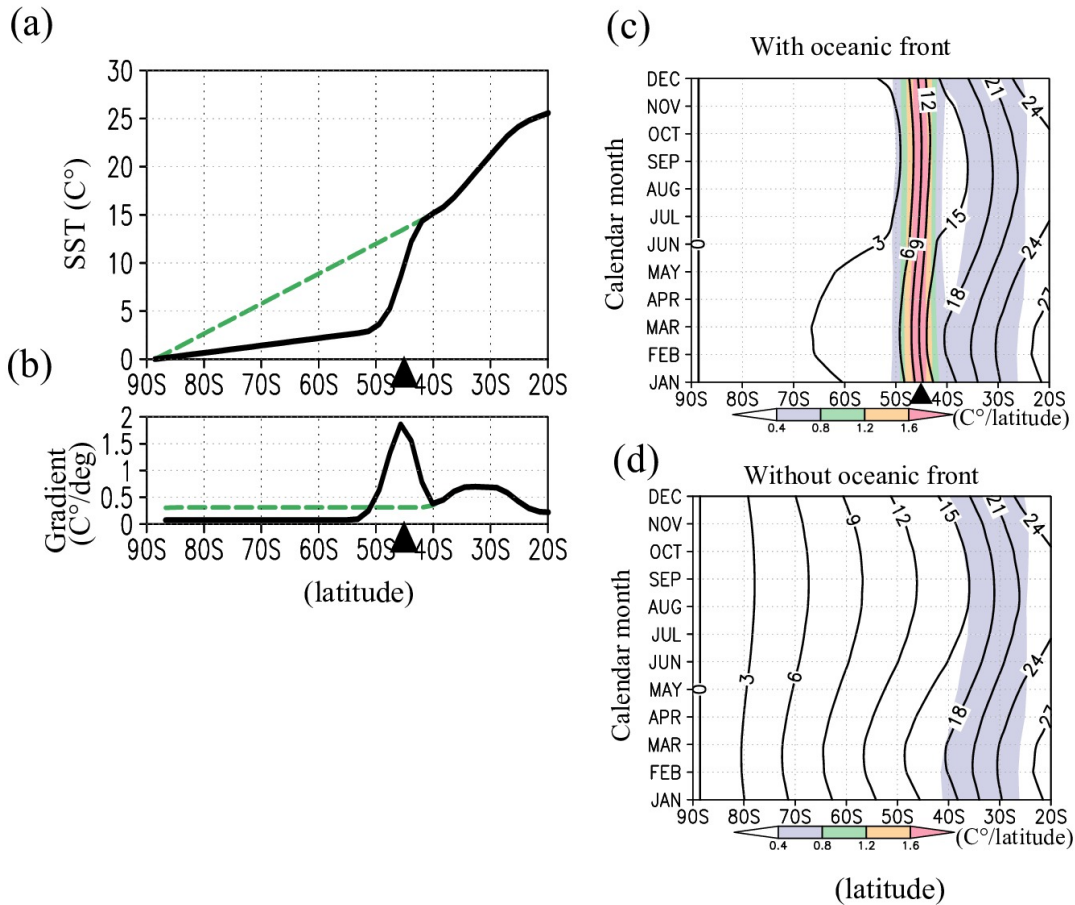 (a)
30
25
20
15
10
5
0
SST (C°)
90S 80S 70S 60S 50S 40S 30S 20S
(b)
2
1.5
1
0.5
0
Gradient
(C°/deg)
90S 80S 70S 60S 50S 40S 30S 20S
(latitude)
(c)
With oceanic front
Calendar month
DEC
NOV
OCT
SEP
AUG
JUL
JUN
MAY
APR
MAR
FEB
JAN
0 3 6 9 12 15 18 21 24 24 27
90S 80S 70S 60S 50S 40S 30S 20S
0.4 0.8 1.2 1.6 (C°/latitude)
(d)
Without oceanic front
Calendar month
DEC
NOV
OCT
SEP
AUG
JUL
JUN
MAY
APR
MAR
FEB
JAN
0 3 6 9 12 15 18 21 24 24 27
90S 80S 70S 60S 50S 40S 30S 20S
0.4 0.8 1.2 1.6 (C°/latitude)
(latitude)